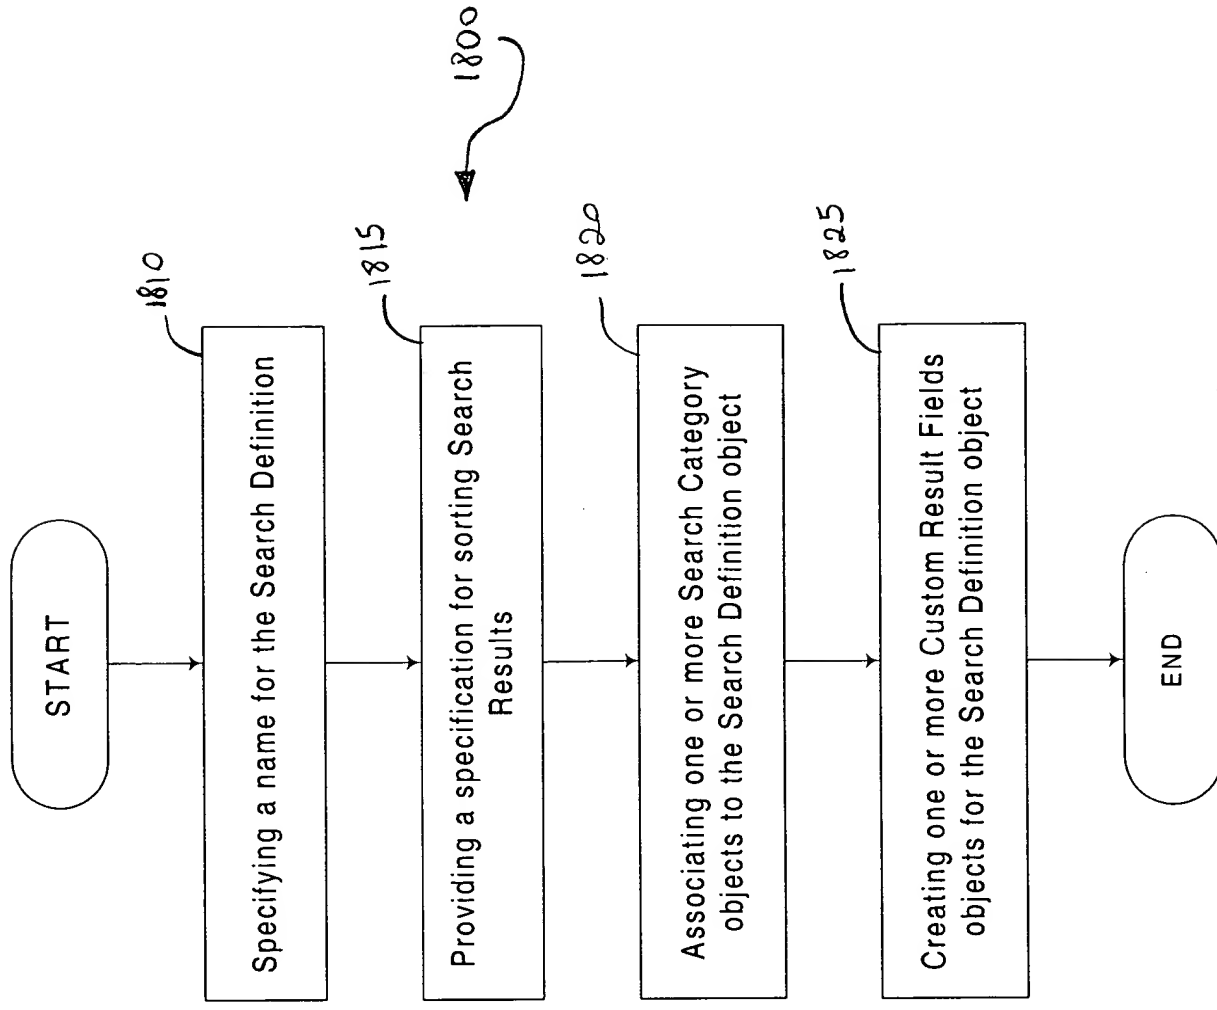 START
1800
1810
Specifying a name for the Search Definition
1815
Providing a specification for sorting Search
Results
1820
Associating one or more Search Category
objects to the Search Definition object
1825
Creating one or more Custom Result Fields
objects for the Search Definition object
END